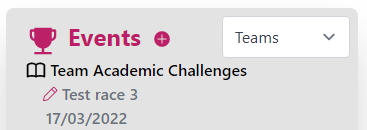 Events
Teams
Team Academic Challenges
Test race 3
17/03/2022